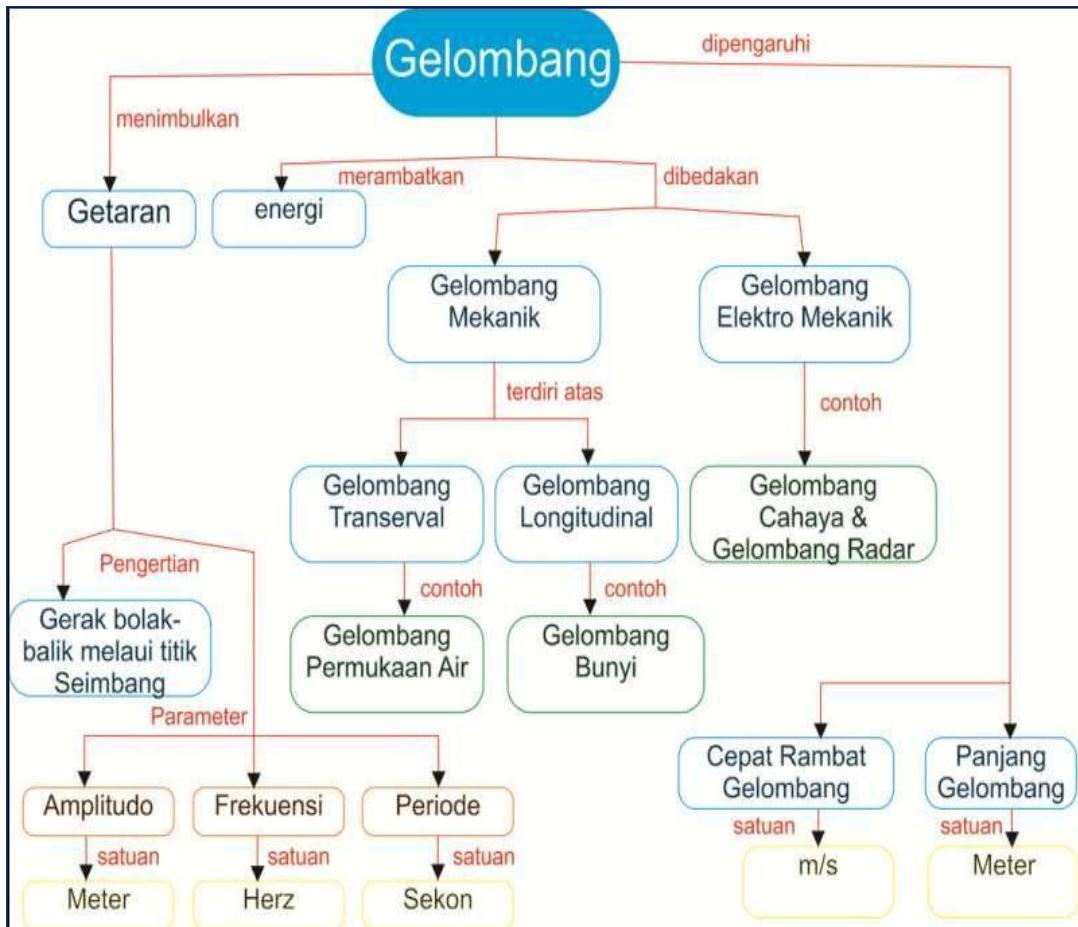 Gelombang
dipengaruhi
menimbulkan
merambatkan
dibedakan
Getaran
energi
Gelombang
Mekanik
Gelombang
Elektro Mekanik
terdiri atas
contoh
Gelombang
Transerval
Gelombang
Longitudinal
Gelombang
Cahaya &
Gelombang Radar
Pengertian
contoh
contoh
Gerak bolak-
balik melaui titik
Seimbang
Gelombang
Permukaan Air
Gelombang
Bunyi
Parameter
Cepat Rambat
Gelombang
Panjang
Gelombang
Amplitudo
Frekuensi
Periode
satuan
satuan
satuan
satuan
satuan
Meter
Herz
Sekon
m/s
Meter